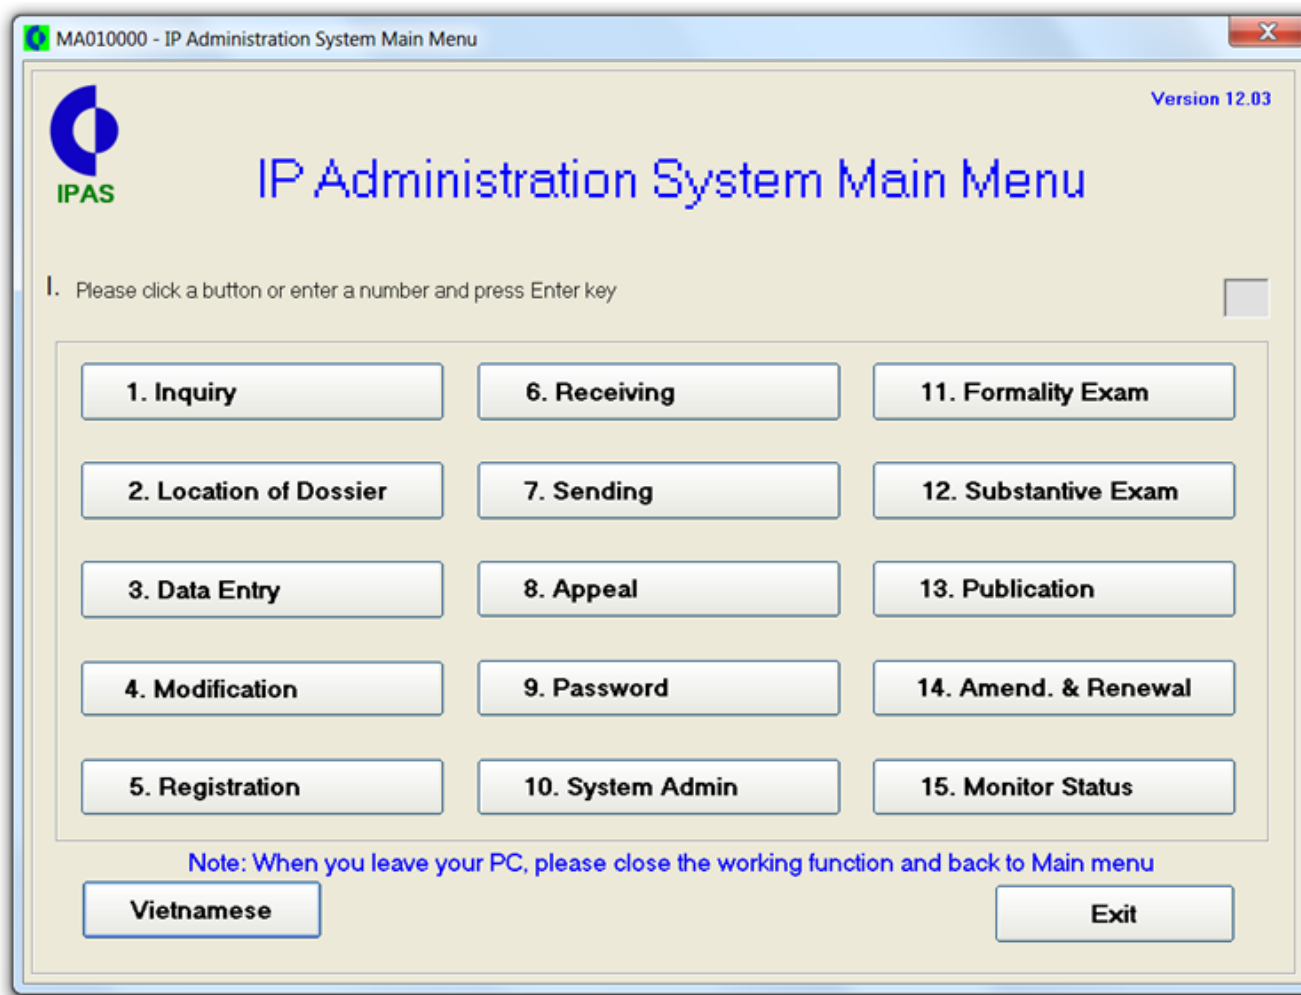 MA010000 - IP Administration System Main Menu
Version 12.03
IPAS
IP Administration System Main Menu
I. Please click a button or enter a number and press Enter key
1. Inquiry
6. Receiving
11. Formality Exam
2. Location of Dossier
7. Sending
12. Substantive Exam
3. Data Entry
8. Appeal
13. Publication
4. Modification
9. Password
14. Amend. & Renewal
5. Registration
10. System Admin
15. Monitor Status
Note: When you leave your PC, please close the working function and back to Main menu
Vietnamese
Exit